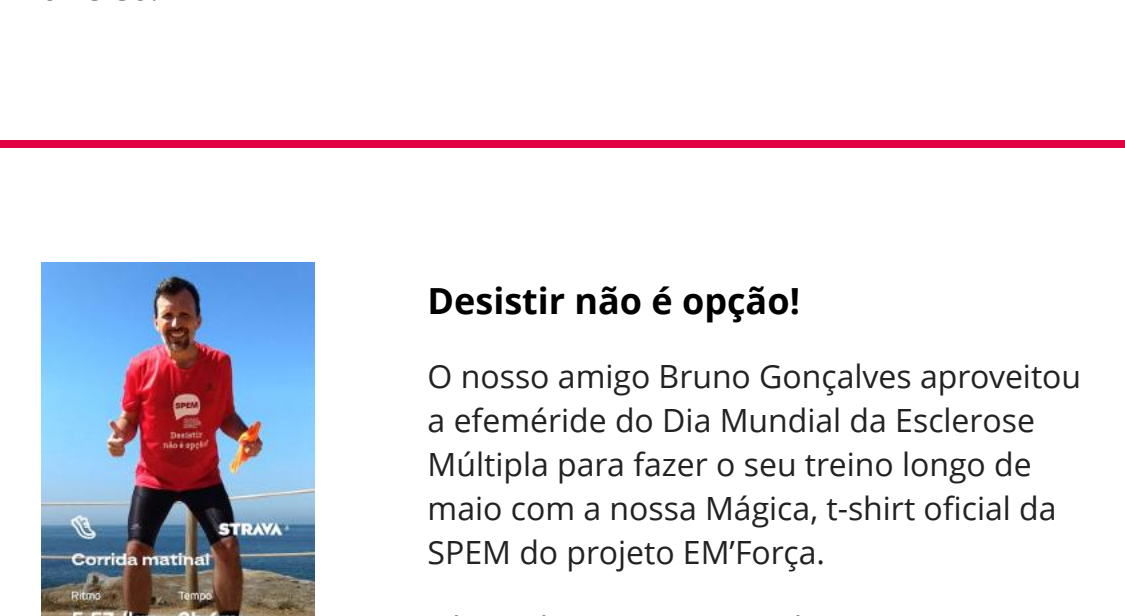 SPEM
Desistir
não é opção!
STRAVA
Corrida matinal
Ritmo Tempo
Desistir não é opção!
O nosso amigo Bruno Gonçalves aproveitou
a efeméride do Dia Mundial da Esclerose
Múltipla para fazer o seu treino longo de
maio com a nossa Mágica, t-shirt oficial da
SPEM do projeto EM’Força.